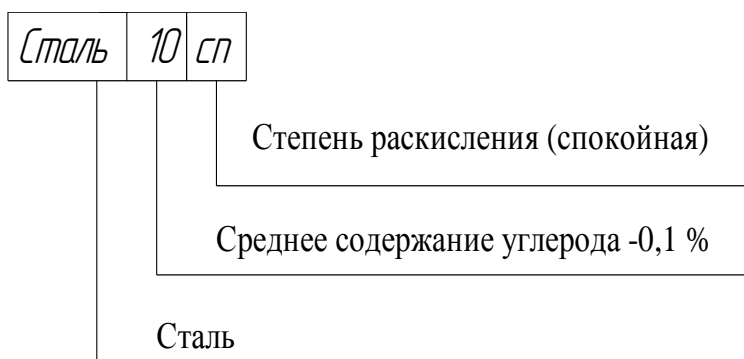 Сталь 10 сп
Степень раскисления (спокойная)
Среднее содержание углерода -0,1 %
Сталь